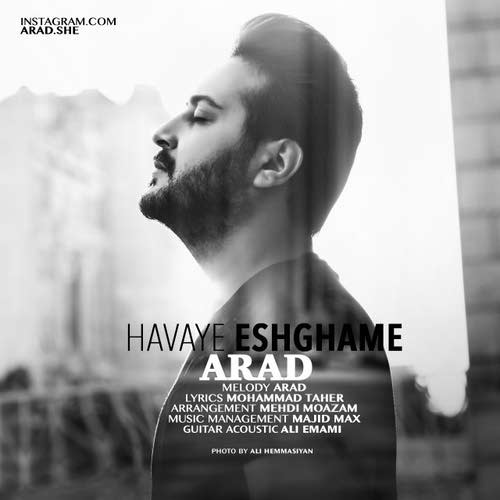 INSTAGRAM.COM
ARAD.SHE
HAVAYE ESHGHAME
ARAD
MELODY ARAD
LYRICS MOHAMMAD TAHER
ARRANGEMENT MEHDI MOAZAM
MUSIC MANAGEMENT MAJID MAX
GUITAR ACOUSTIC ALI EMAMI
PHOTO BY ALI HEMMASIYAN